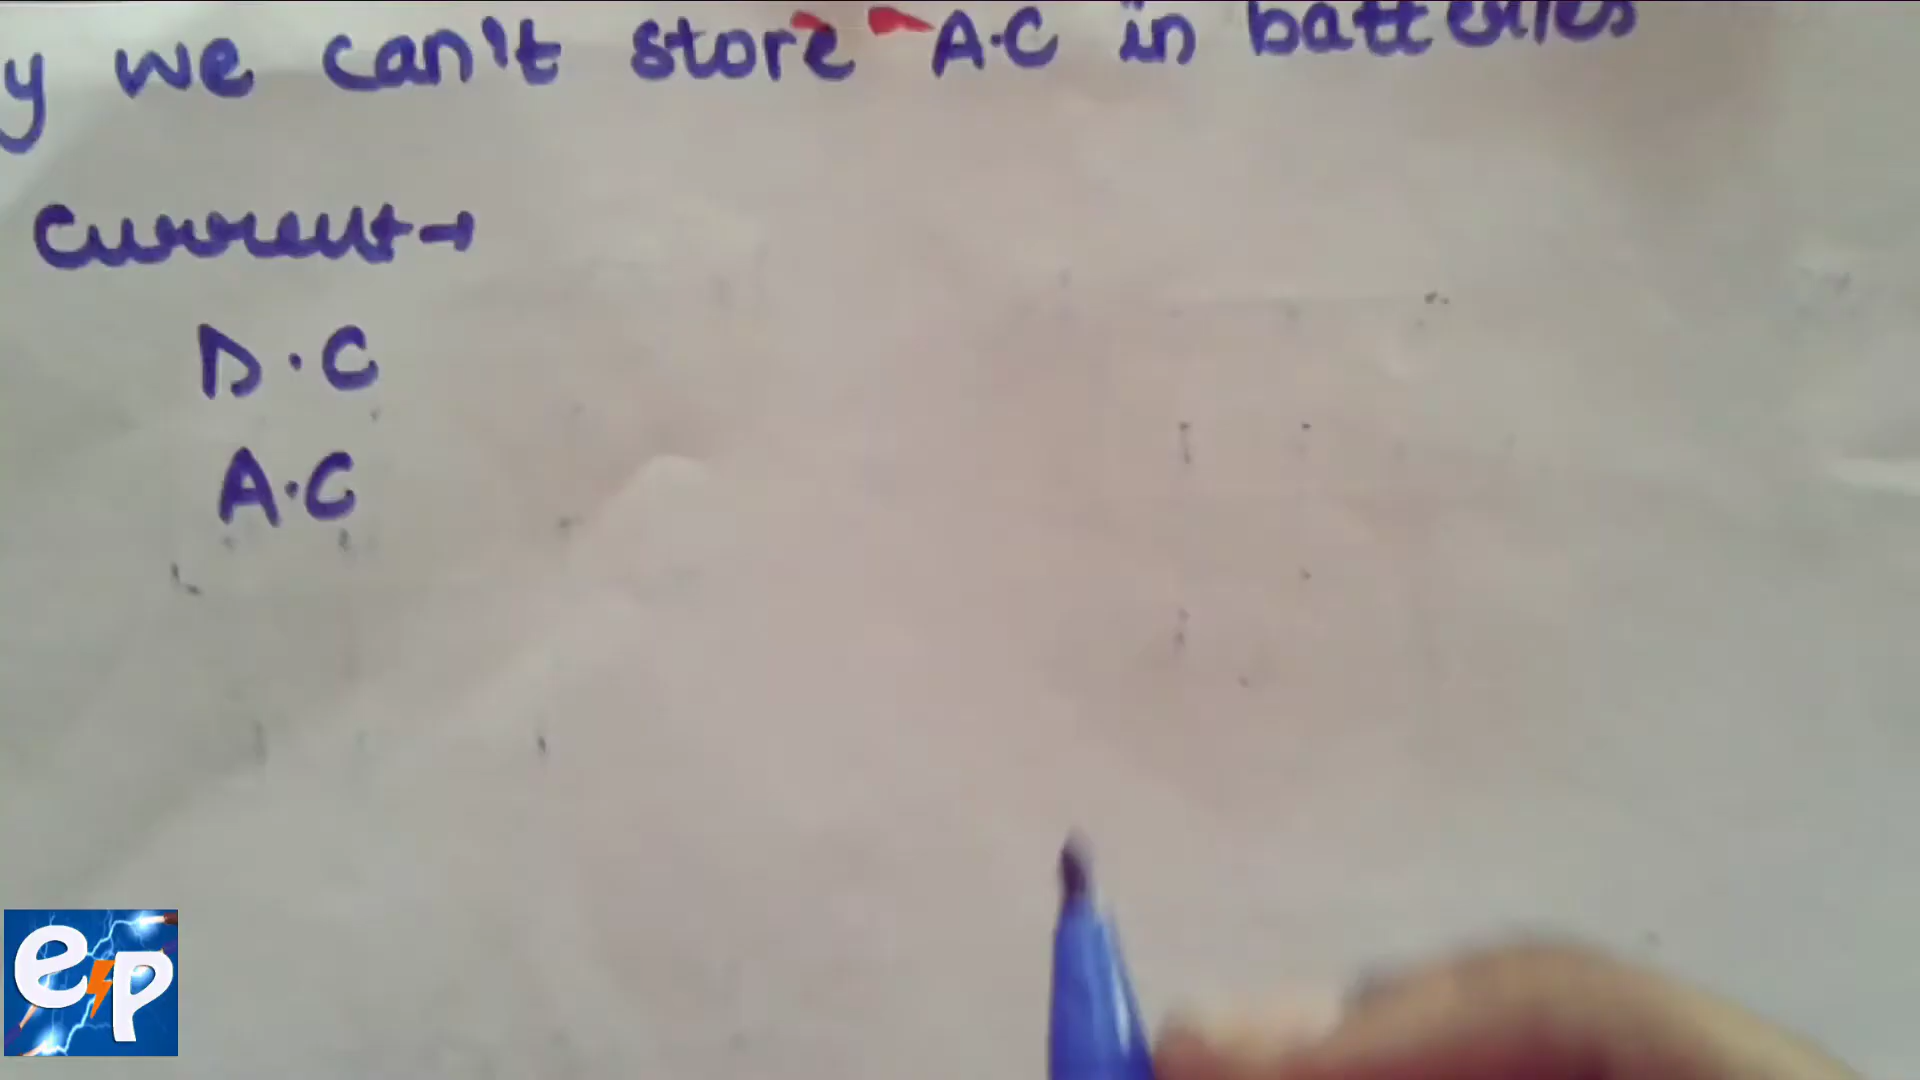 y we can't store A.C in batteries
Current→
D.C
A.C
ep